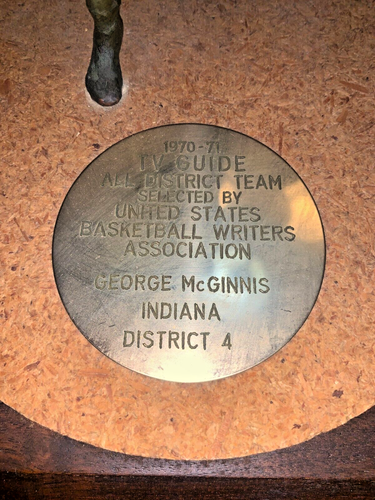 1970-71
TV GUIDE
ALL DISTRICT TEAM
SELECTED BY
UNITED STATES
BASKETBALL WRITERS
ASSOCIATION
GEORGE McGINNIS
INDIANA
DISTRICT 4